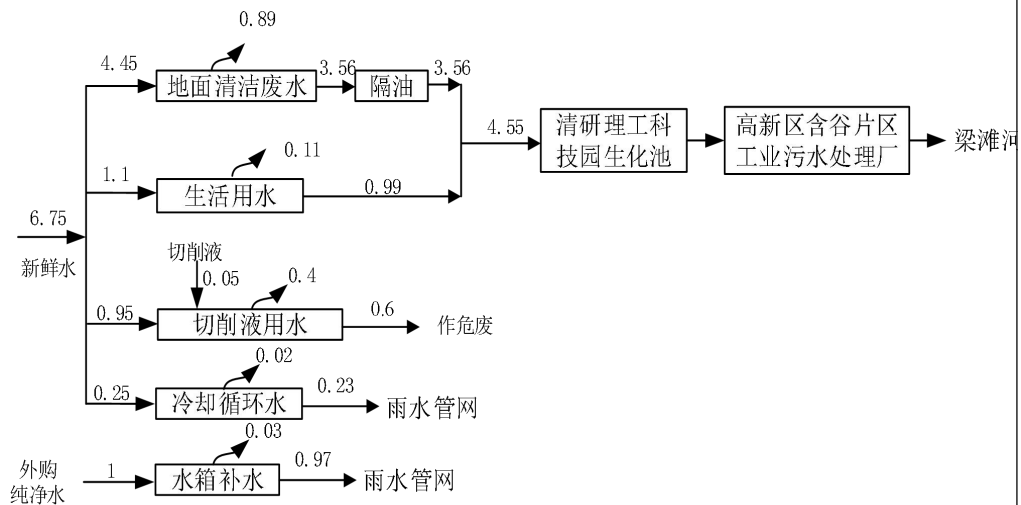 0.89
4.45
地面清洁废水
3.56
隔油
3.56
4.55
清研理工科
技园生化池
高新区含谷片区
工业污水处理厂
梁滩河
0.11
1.1
生活用水
0.99
6.75
新鲜水
切削液
0.05
0.4
0.95
切削液用水
0.6
作危废
0.02
0.25
冷却循环水
0.23
雨水管网
0.03
外购
纯净水
1
水箱补水
0.97
雨水管网